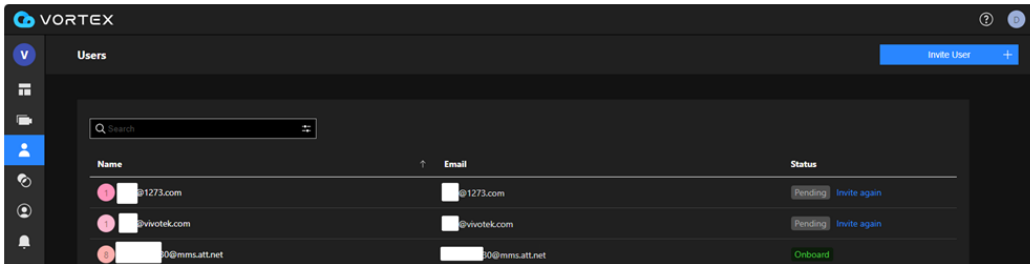 VORTEX
? D
V Users Invite User +
Search
Name ↑ Email Status
1 @1273.com @1273.com Pending Invite again
1 @vivotek.com @vivotek.com Pending Invite again
8 30@mms.att.net 30@mms.att.net Onboard